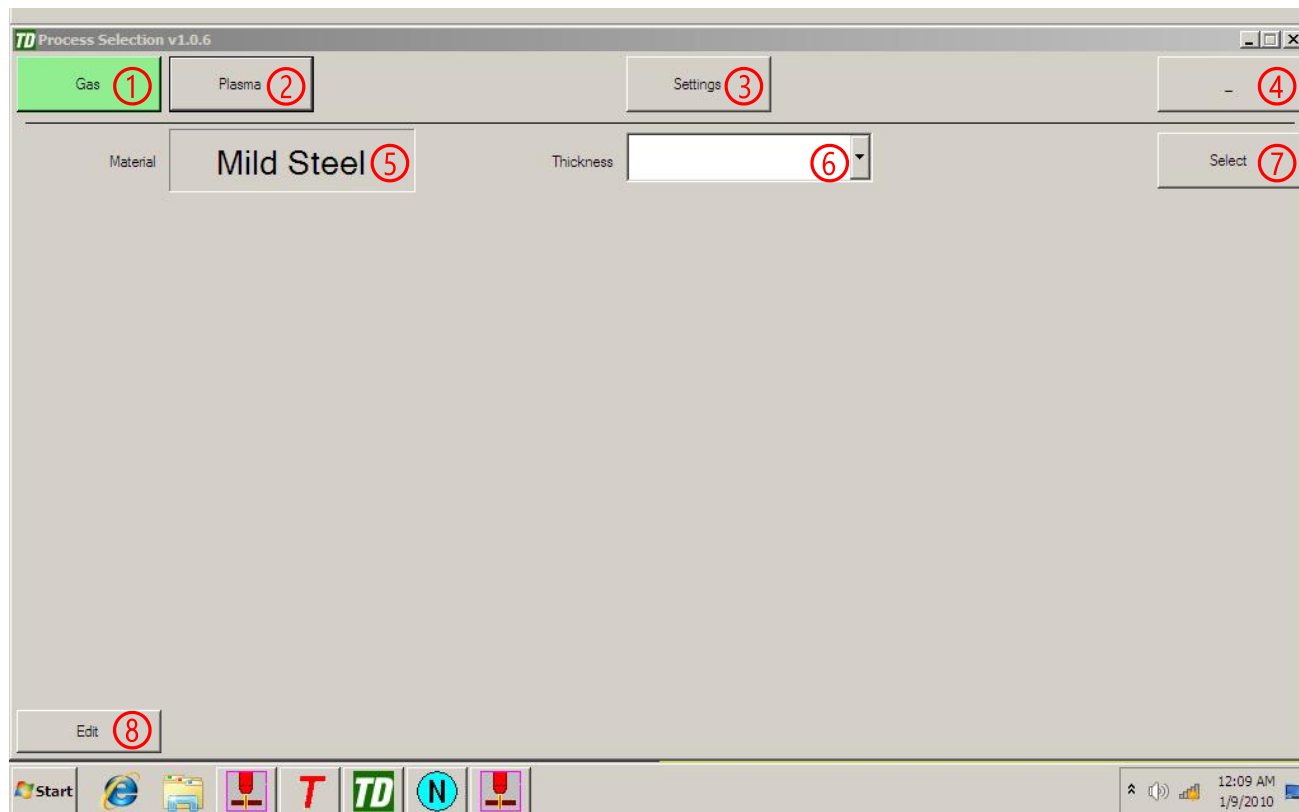 TD Process Selection v1.0.6
Gas 1 Plasma 2 Settings 3 _ 4
Material Mild Steel 5 Thickness 6 Select 7
Edit 8
Start T TD N 12:09 AM
1/9/2010